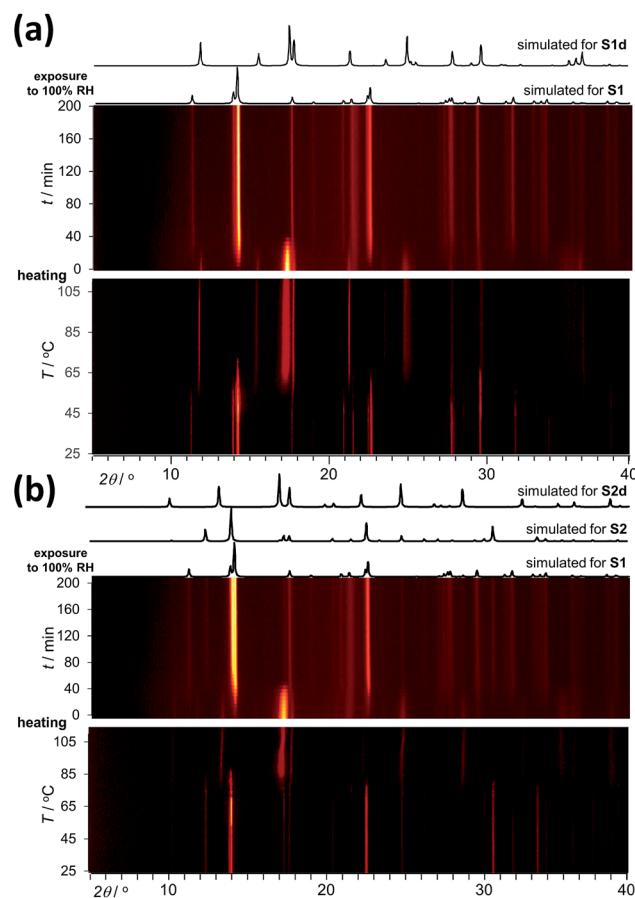 (a)
simulated for S1d
exposure
to 100% RH
simulated for S1
200
160
120
80
40
0
t / min
heating
105
85
65
45
25
T / °C
2θ / °
10
20
30
40
(b)
simulated for S2d
simulated for S2
exposure
to 100% RH
simulated for S1
200
160
120
80
40
0
t / min
heating
105
85
65
45
25
T / °C
2θ / °
10
20
30
40